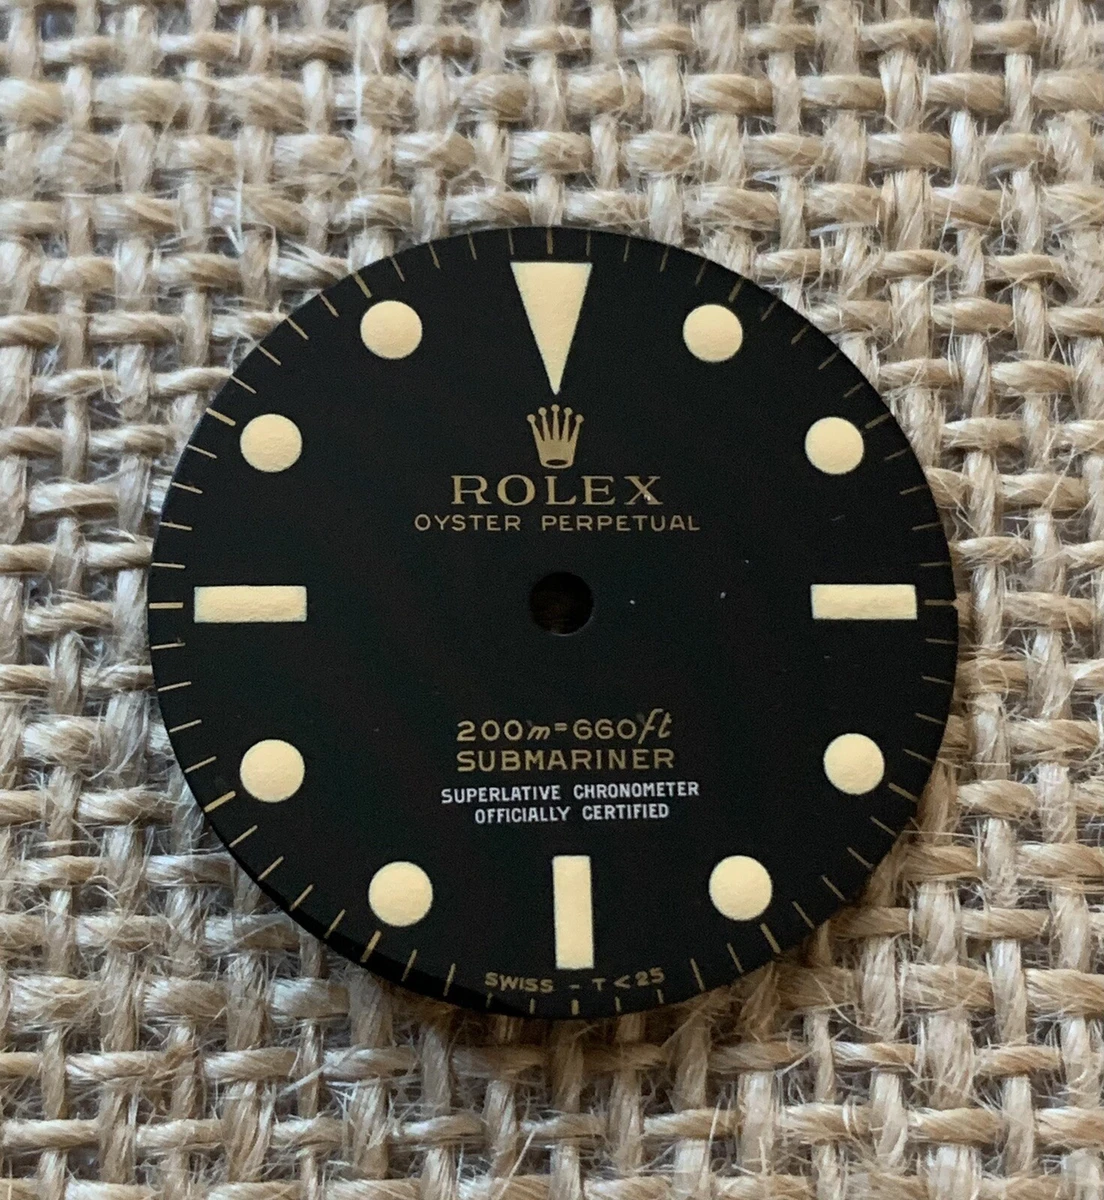 ROLEX
OYSTER PERPETUAL
200m=660ft
SUBMARINER
SUPERLATIVE CHRONOMETER
OFFICIALLY CERTIFIED
SWISS - T<25